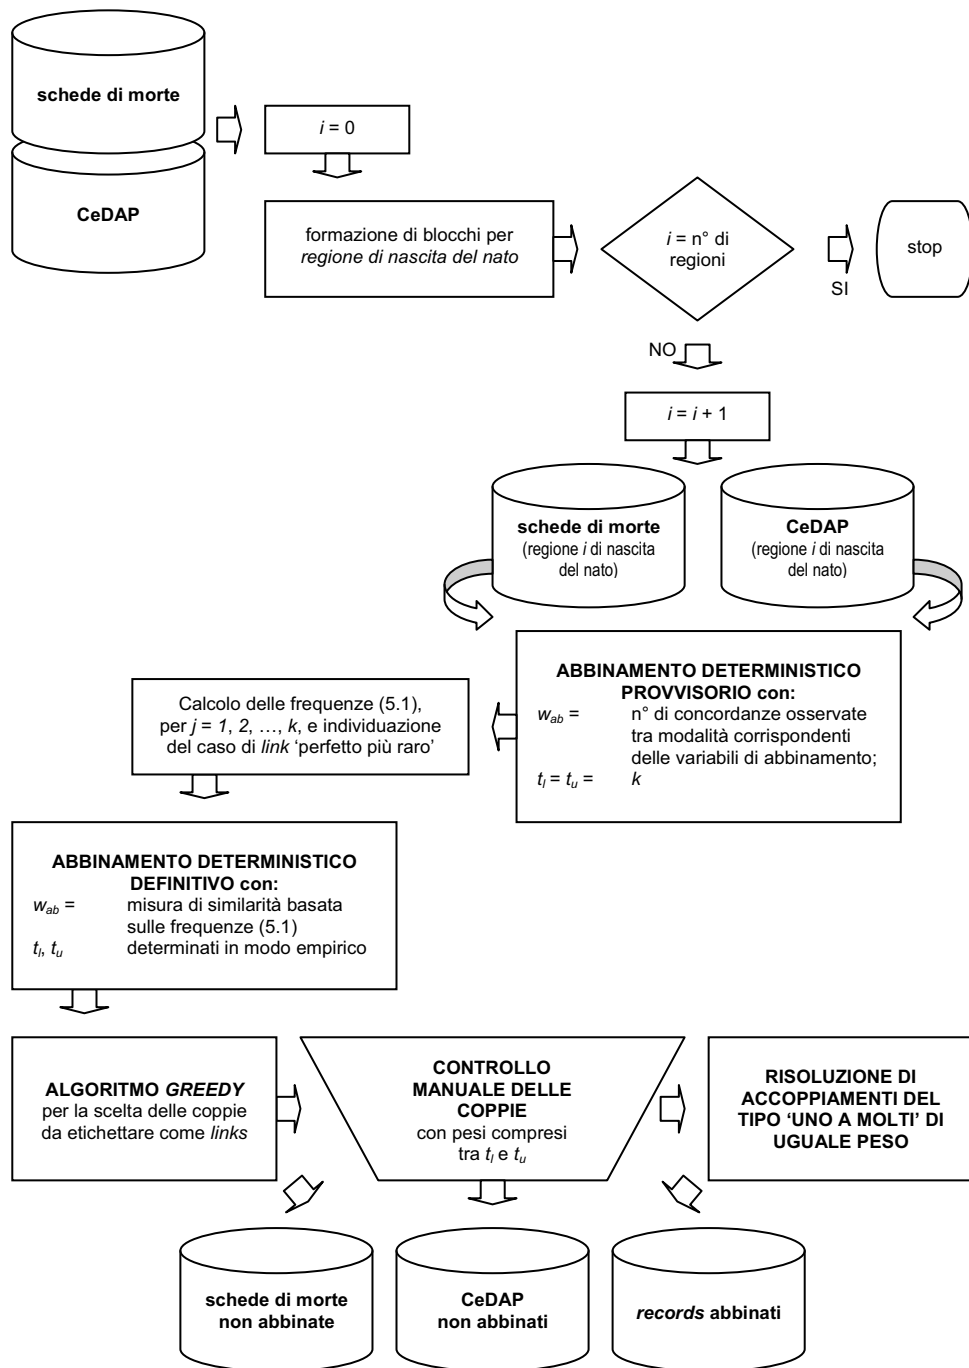 schede di morte
CeDAP
i = 0
formazione di blocchi per
regione di nascita del nato
i = n° di
regioni
SI
stop
NO
i = i + 1
schede di morte
(regione i di nascita
del nato)
CeDAP
(regione i di nascita
del nato)
ABBINAMENTO DETERMINISTICO
PROVVISORIO con:
wab = n° di concordanze osservate
tra modalità corrispondenti
delle variabili di abbinamento;
tl = tu = k
Calcolo delle frequenze (5.1),
per j = 1, 2, …, k, e individuazione
del caso di link ‘perfetto più raro’
ABBINAMENTO DETERMINISTICO
DEFINITIVO con:
wab = misura di similarità basata
sulle frequenze (5.1)
tl, tu determinati in modo empirico
ALGORITMO GREEDY
per la scelta delle coppie
da etichettare come links
CONTROLLO
MANUALE DELLE
COPPIE
con pesi compresi
tra tl e tu
RISOLUZIONE DI
ACCOPPIAMENTI DEL
TIPO ‘UNO A MOLTI’ DI
UGUALE PESO
schede di morte
non abbinate
CeDAP
non abbinati
records abbinati